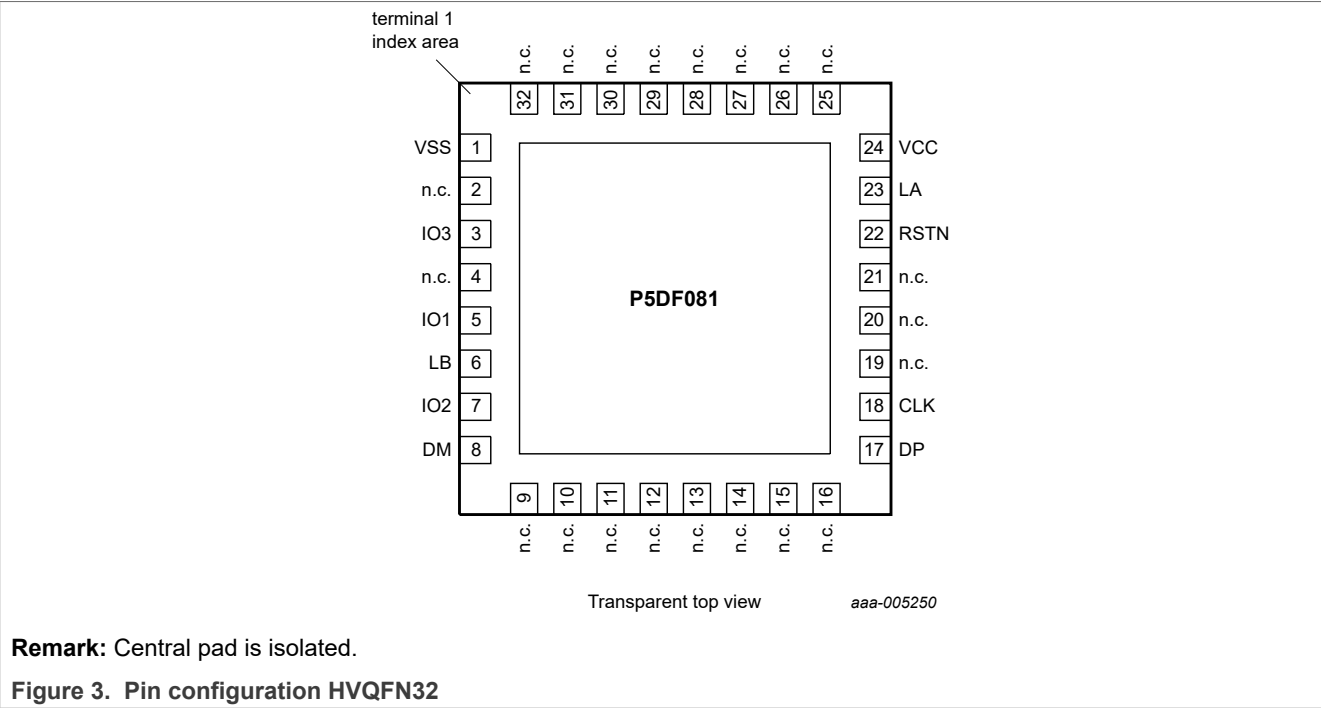 terminal 1
index area
n.c. n.c. n.c. n.c. n.c. n.c. n.c. n.c.
32 31 30 29 28 27 26 25
VSS 1 24 VCC
n.c. 2 23 LA
IO3 3 22 RSTN
n.c. 4 21 n.c.
P5DF081
IO1 5 20 n.c.
LB 6 19 n.c.
IO2 7 18 CLK
DM 8 17 DP
9 10 11 12 13 14 15 16
n.c. n.c. n.c. n.c. n.c. n.c. n.c. n.c.
Transparent top view aaa-005250
Remark: Central pad is isolated.
Figure 3. Pin configuration HVQFN32